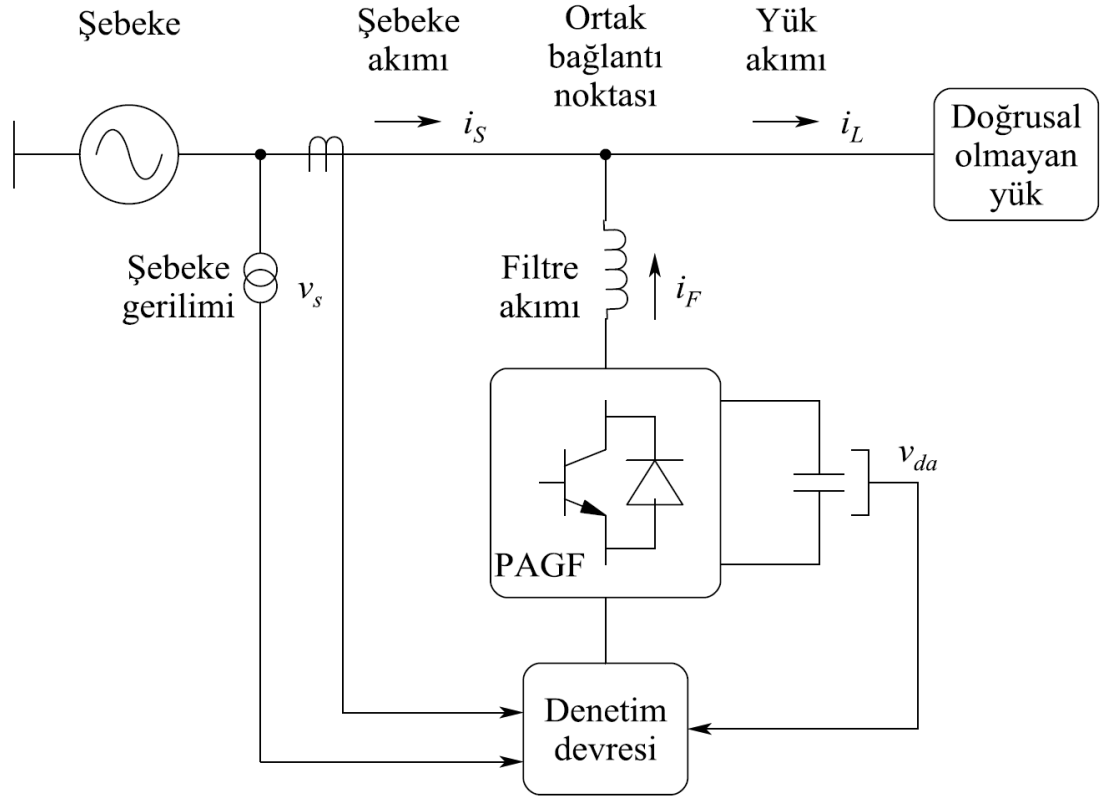 Şebeke
Şebeke
akımı
Ortak
bağlantı
noktası
Yük
akımı
i_S
i_L
Doğrusal
olmayan
yük
Şebeke
gerilimi
v_s
Filtre
akımı
i_F
v_da
PAGF
Denetim
devresi